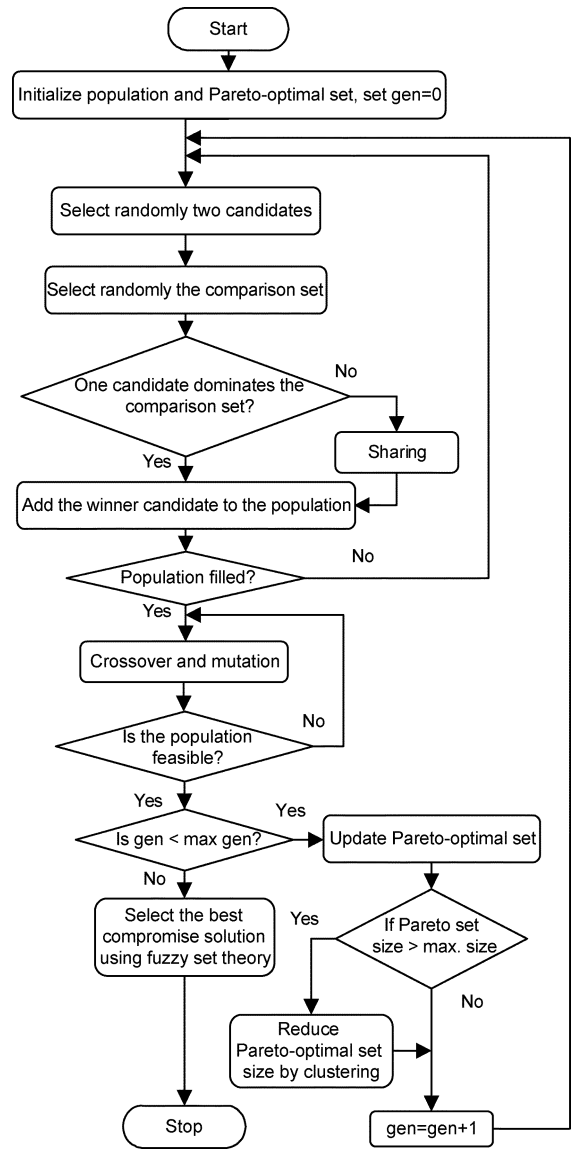 Start
Initialize population and Pareto-optimal set, set gen=0
Select randomly two candidates
Select randomly the comparison set
One candidate dominates the
comparison set?
No
Sharing
Yes
Add the winner candidate to the population
Population filled?
No
Yes
Crossover and mutation
Is the population
feasible?
No
Yes
Is gen < max gen?
Yes
Update Pareto-optimal set
No
Select the best
compromise solution
using fuzzy set theory
If Pareto set
size > max. size
Yes
No
Reduce
Pareto-optimal set
size by clustering
Stop
gen=gen+1